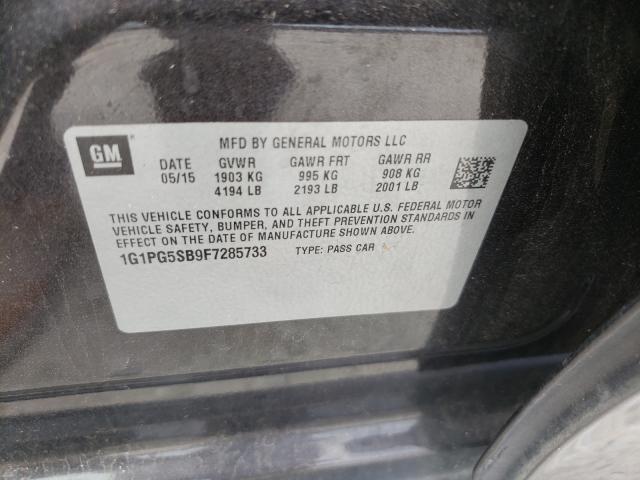 GM
MFD BY GENERAL MOTORS LLC
DATE GVWR GAWR FRT GAWR RR
05/15 1903 KG 995 KG 908 KG
4194 LB 2193 LB 2001 LB
THIS VEHICLE CONFORMS TO ALL APPLICABLE U.S. FEDERAL MOTOR
VEHICLE SAFETY, BUMPER, AND THEFT PREVENTION STANDARDS IN
EFFECT ON THE DATE OF MANUFACTURE SHOWN ABOVE.
1G1PG5SB9F7285733 TYPE: PASS CAR